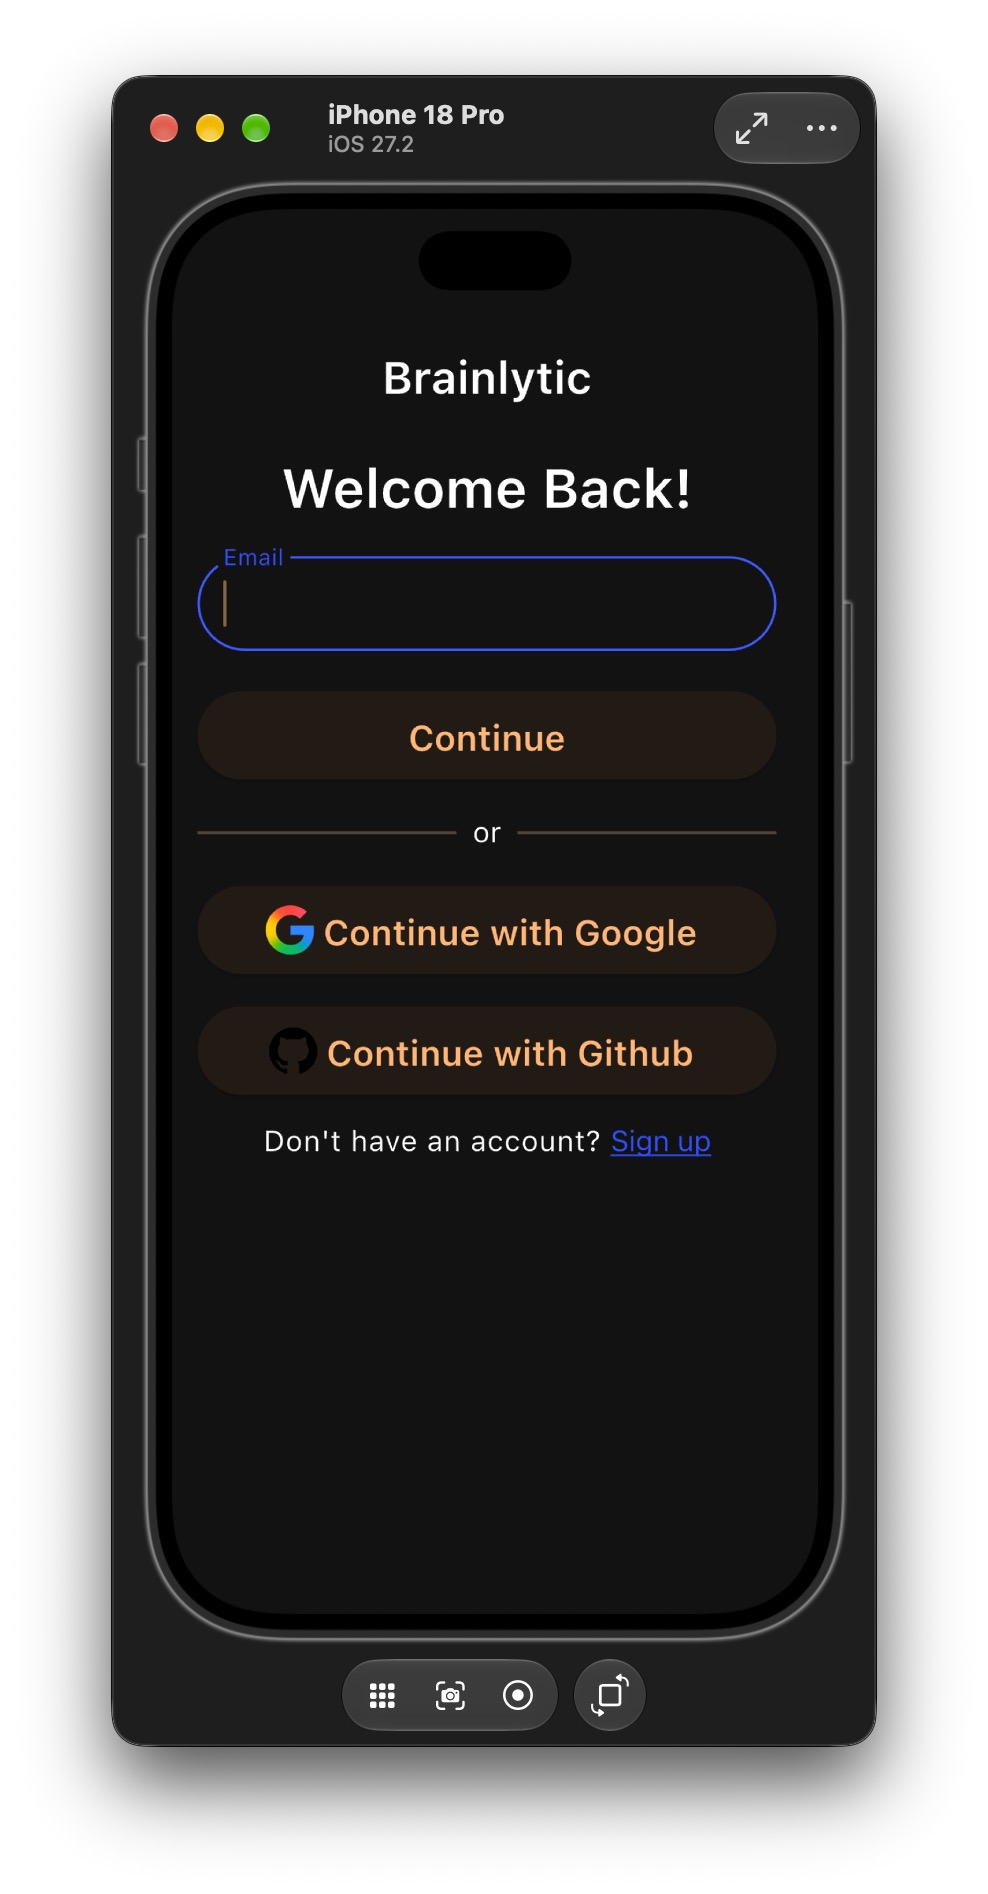 iPhone 18 Pro
iOS 27.2
Brainlytic
Welcome Back!
Email
Continue
or
Continue with Google
Continue with Github
Don't have an account? Sign up